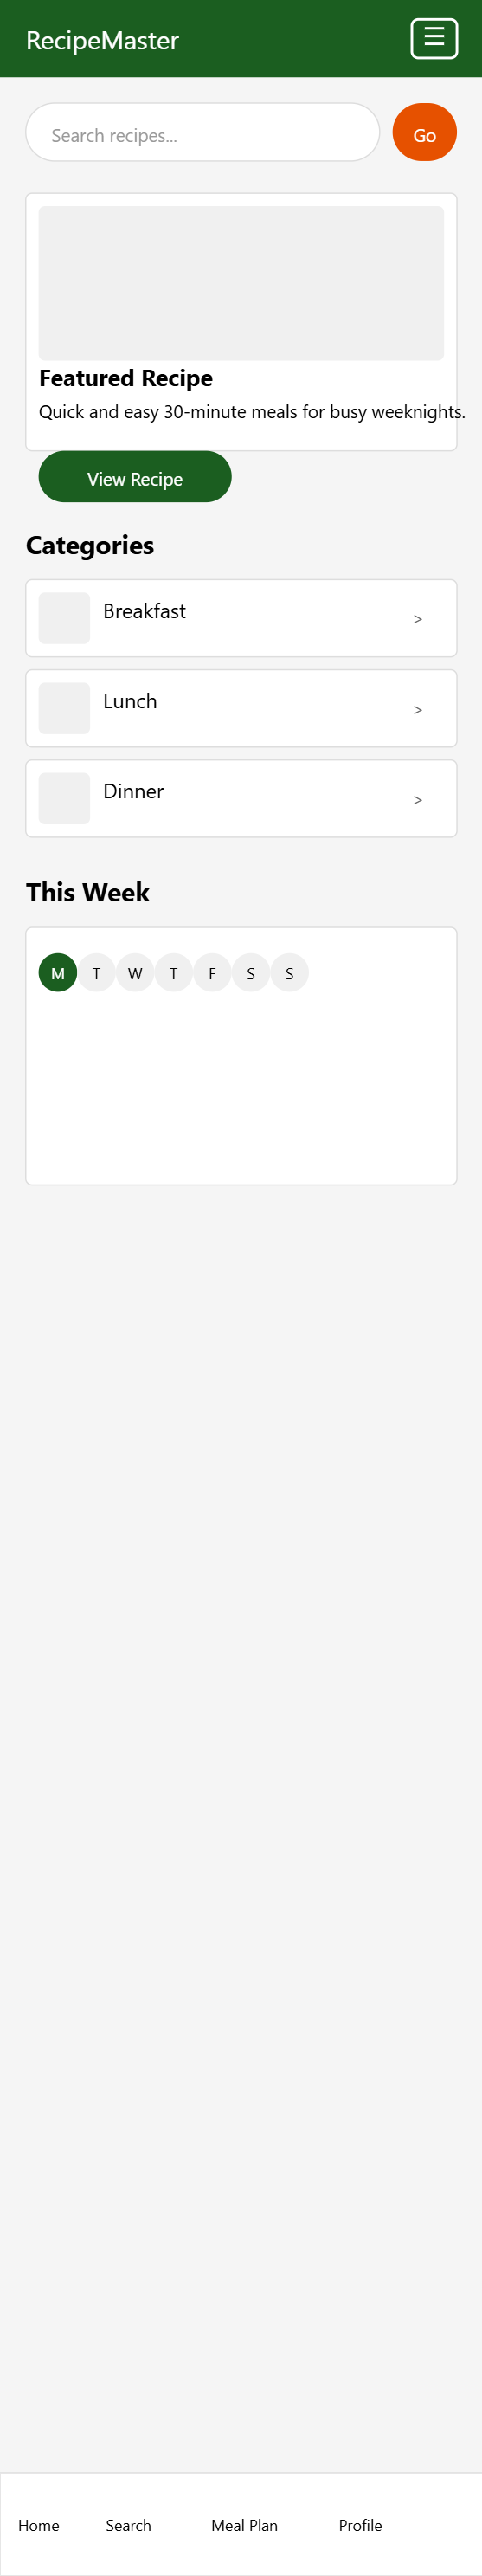 RecipeMaster ☰
Search recipes... Go
Featured Recipe
Quick and easy 30-minute meals for busy weeknights.
View Recipe
Categories
Breakfast >
Lunch >
Dinner >
This Week
M T W T F S S
Home Search Meal Plan Profile